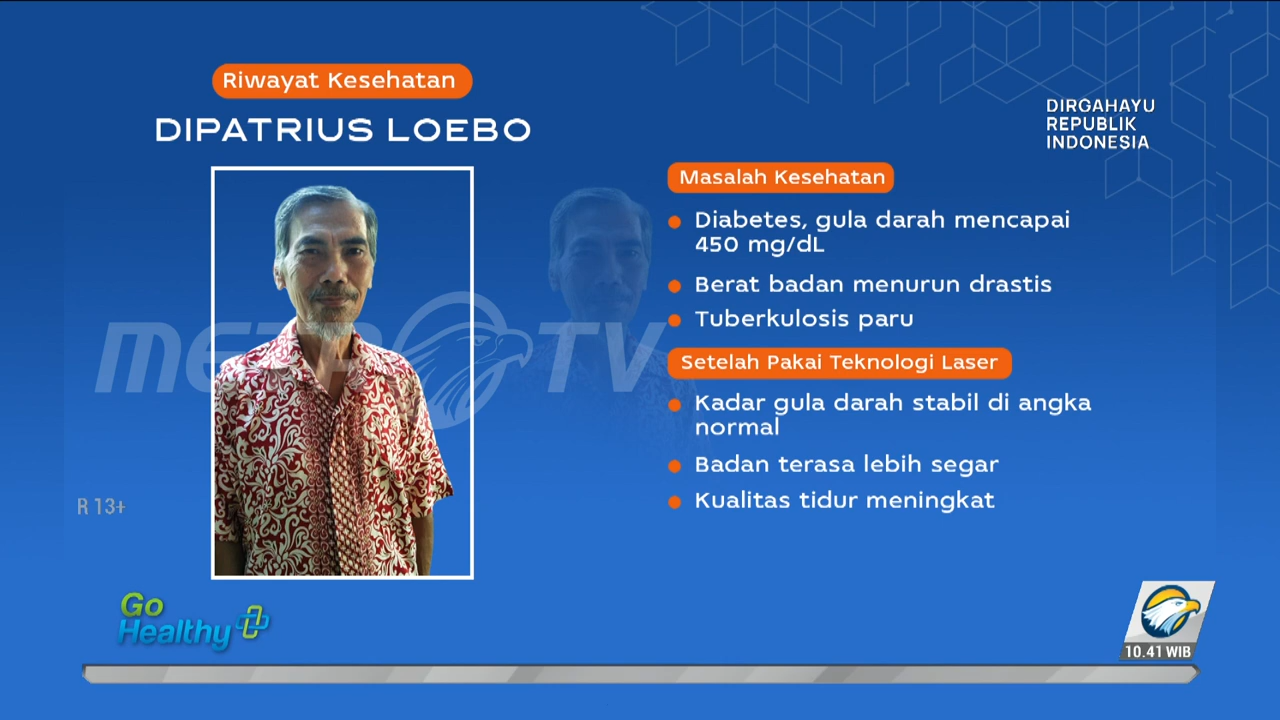 Riwayat Kesehatan
DIPATRIUS LOEBO
DIRGAHAYU
REPUBLIK
INDONESIA
Masalah Kesehatan
Diabetes, gula darah mencapai
450 mg/dL
Berat badan menurun drastis
Tuberkulosis paru
METRO TV
Setelah Pakai Teknologi Laser
Kadar gula darah stabil di angka
normal
Badan terasa lebih segar
Kualitas tidur meningkat
R 13+
Go
Healthy
10.41 WIB